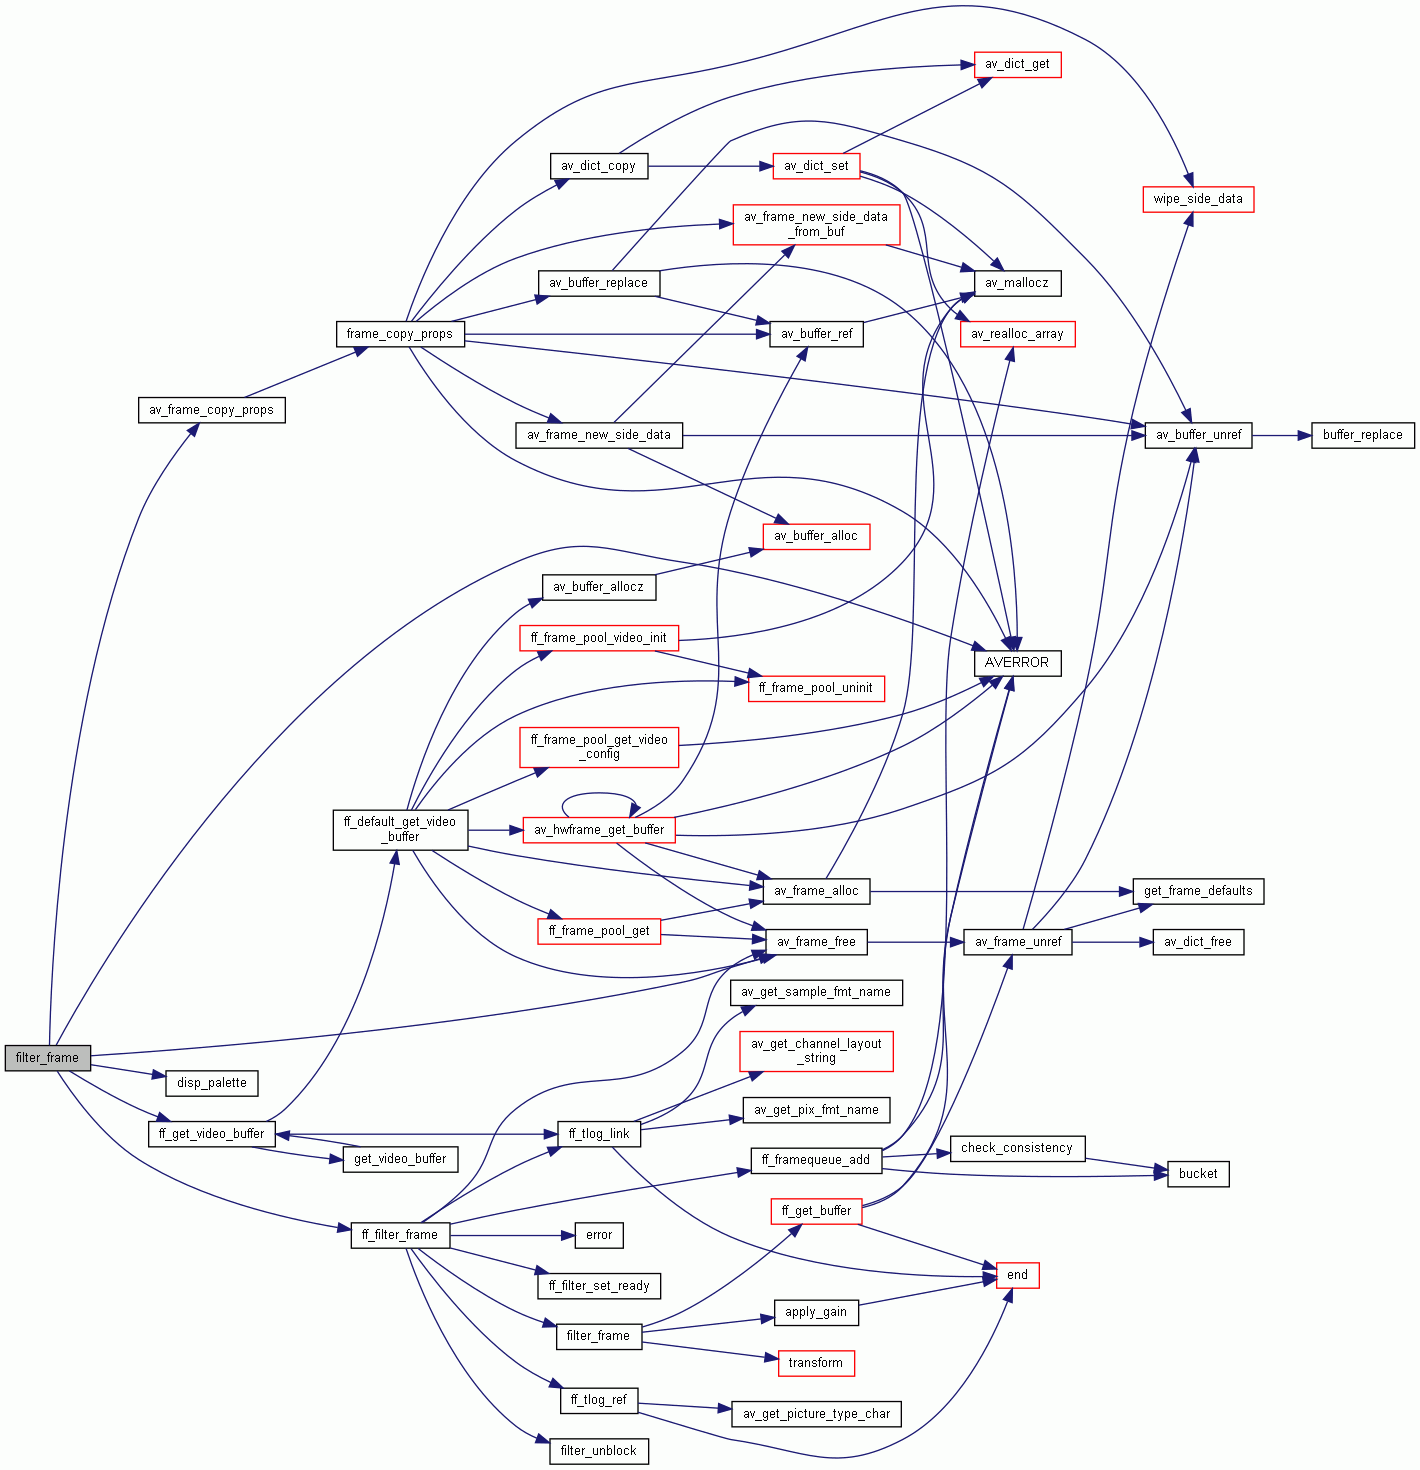 av_dict_get
av_dict_copy
av_dict_set
wipe_side_data
av_frame_new_side_data
_from_buf
av_buffer_replace
av_mallocz
frame_copy_props
av_buffer_ref
av_realloc_array
av_frame_copy_props
av_frame_new_side_data
av_buffer_unref
buffer_replace
av_buffer_alloc
av_buffer_allocz
ff_frame_pool_video_init
AVERROR
ff_frame_pool_uninit
ff_frame_pool_get_video
_config
ff_default_get_video
_buffer
av_hwframe_get_buffer
av_frame_alloc
get_frame_defaults
ff_frame_pool_get
av_frame_free
av_frame_unref
av_dict_free
av_get_sample_fmt_name
av_get_channel_layout
_string
filter_frame
disp_palette
av_get_pix_fmt_name
ff_get_video_buffer
ff_tlog_link
get_video_buffer
ff_framequeue_add
check_consistency
bucket
ff_get_buffer
ff_filter_frame
error
end
ff_filter_set_ready
apply_gain
filter_frame
transform
ff_tlog_ref
av_get_picture_type_char
filter_unblock